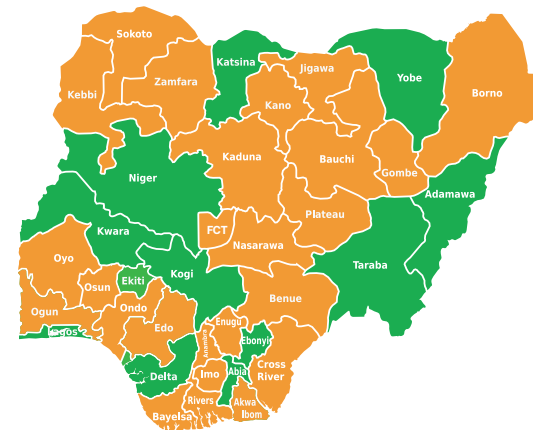 Sokoto
Katsina
Jigawa
Yobe
Zamfara
Kebbi
Kano
Borno
Kaduna
Bauchi
Gombe
Niger
Adamawa
Plateau
Kwara
FCT
Nasarawa
Oyo
Kogi
Taraba
Ekiti
Osun
Benue
Ogun
Ondo
Enugu
Edo
Lagos
Anambra
Ebonyi
Cross
River
Delta
Imo
Abia
Rivers
Akwa
Ibom
Bayelsa